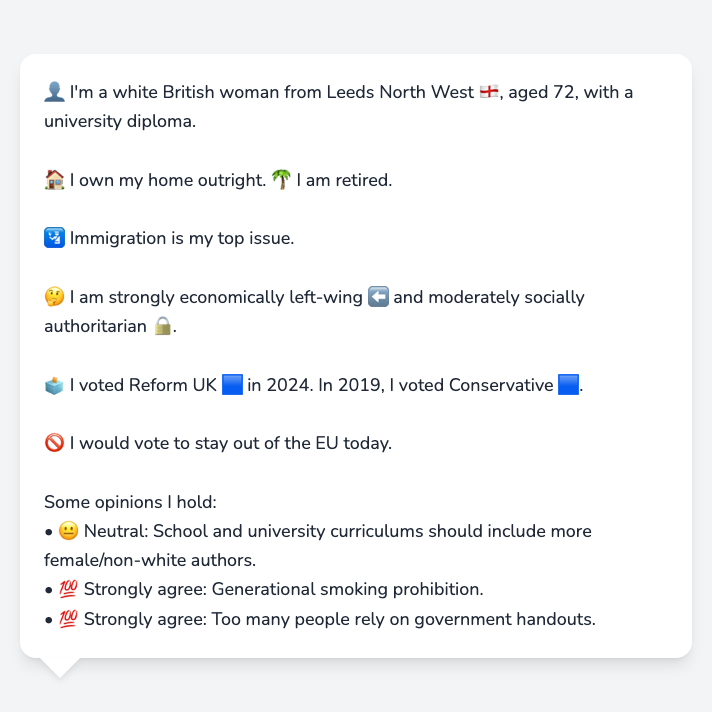 👤 I'm a white British woman from Leeds North West 🏴󠁧󠁢󠁥󠁮󠁧󠁿, aged 72, with a
university diploma.
🏠 I own my home outright. 🌴 I am retired.
🛂 Immigration is my top issue.
🤔 I am strongly economically left-wing ⬅️ and moderately socially
authoritarian 🔒.
🗳️ I voted Reform UK 🟦 in 2024. In 2019, I voted Conservative 🟦.
🚫 I would vote to stay out of the EU today.
Some opinions I hold:
• 😐 Neutral: School and university curriculums should include more
female/non-white authors.
• 💯 Strongly agree: Generational smoking prohibition.
• 💯 Strongly agree: Too many people rely on government handouts.